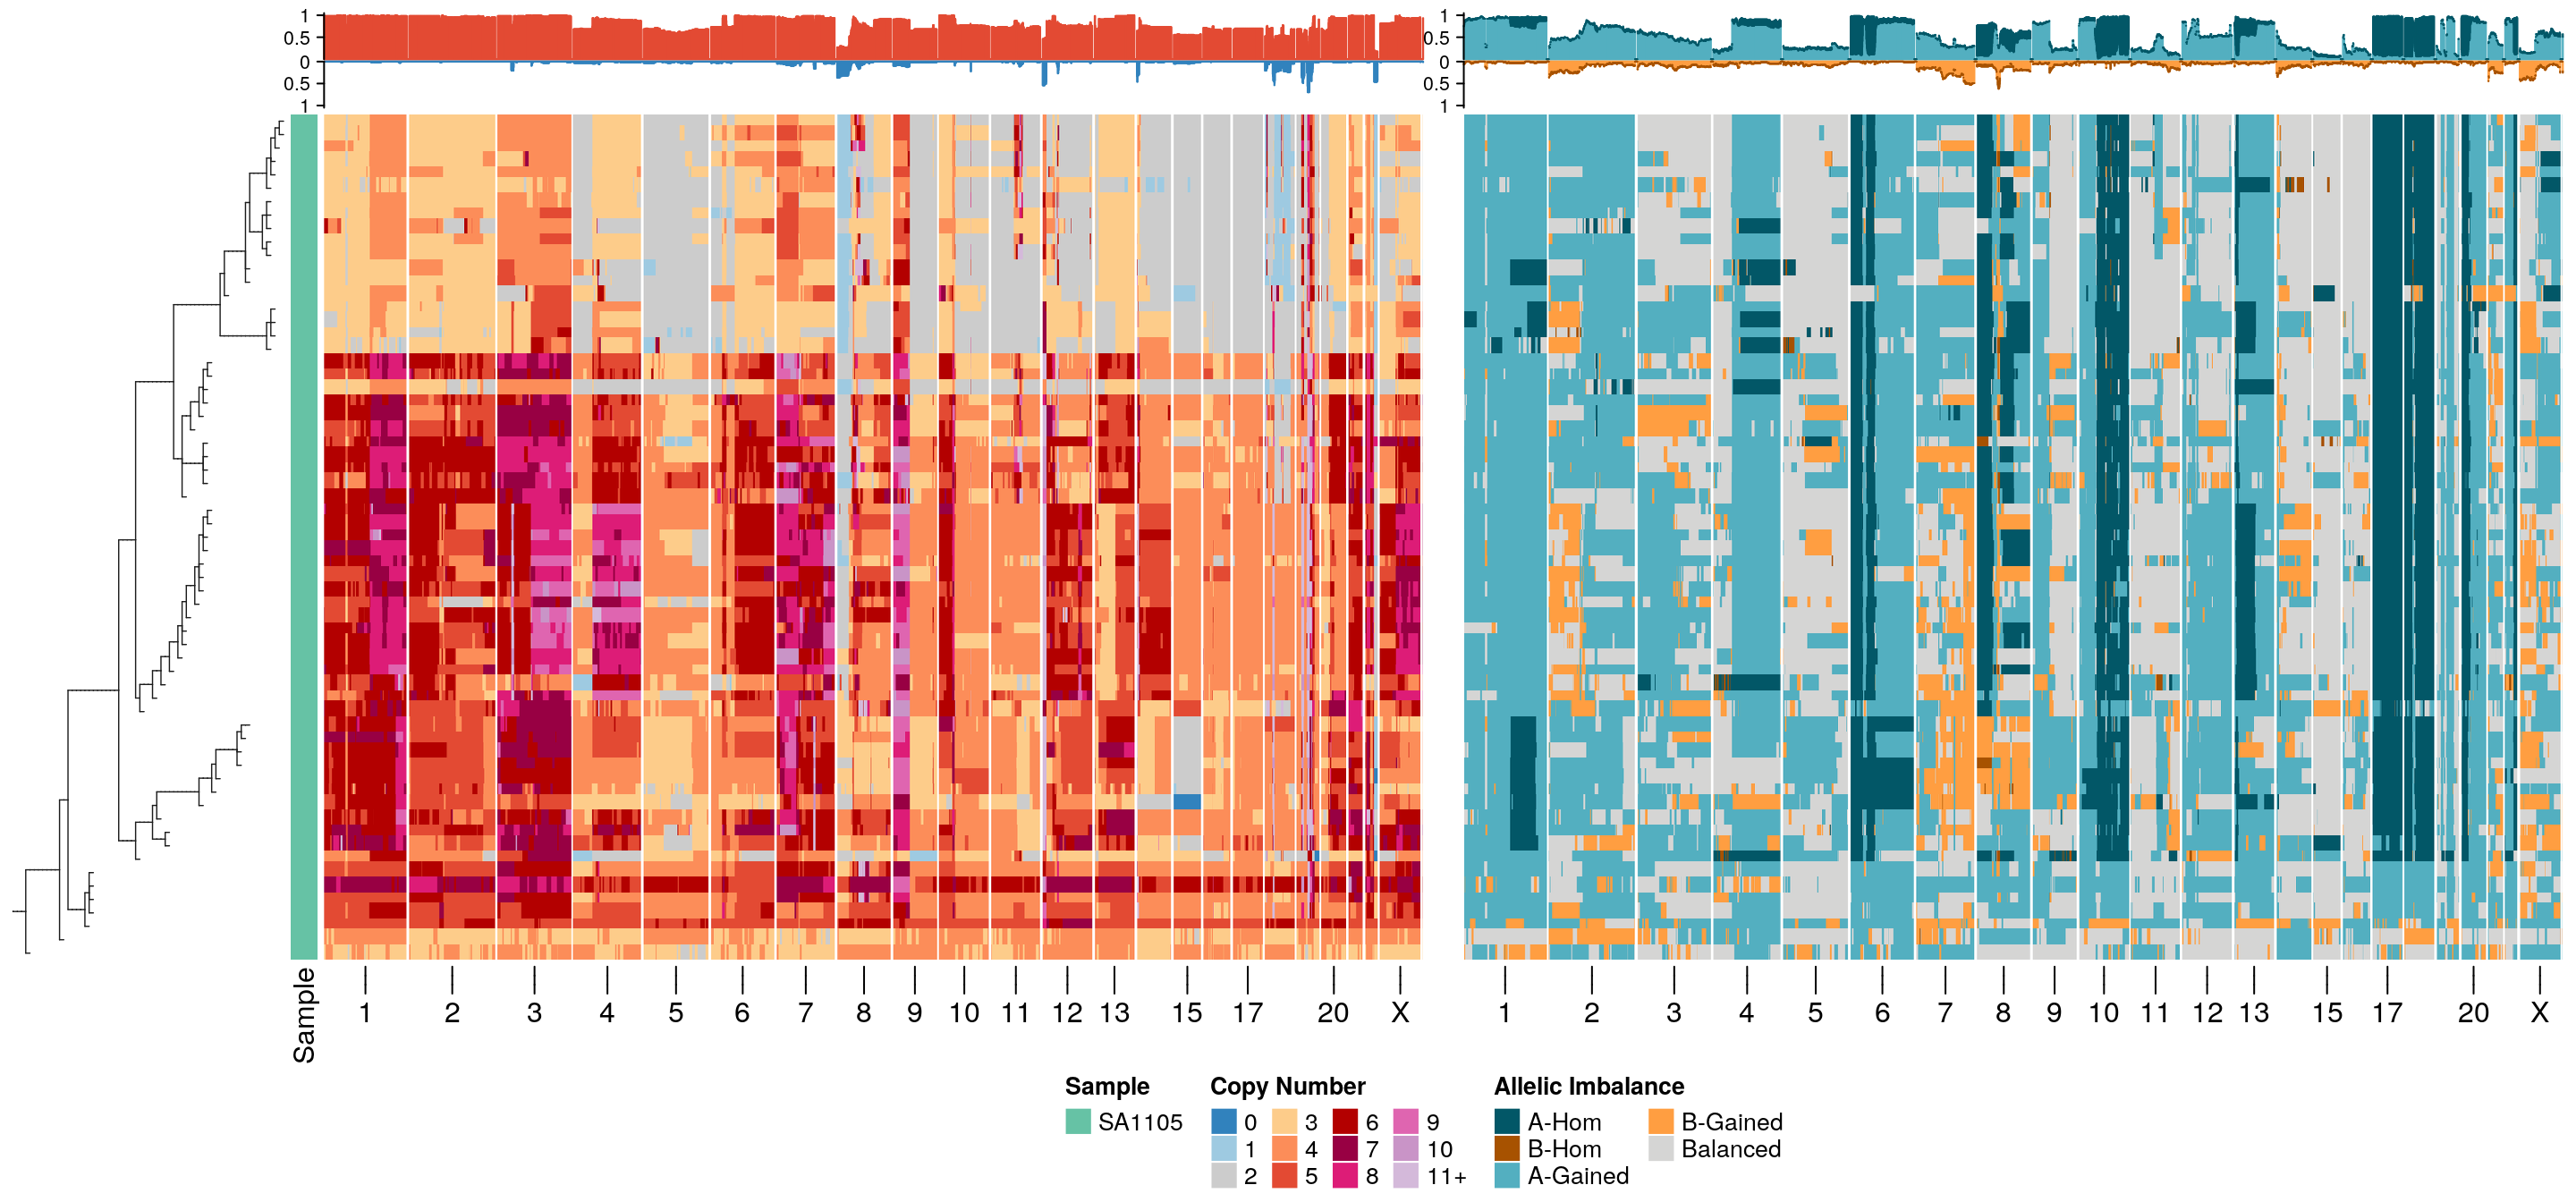 1
0.5
0
0.5
1
1
0.5
0
0.5
1
Sample
1 2 3 4 5 6 7 8 9 10 11 12 13 15 17 20 X
1 2 3 4 5 6 7 8 9 10 11 12 13 15 17 20 X
Sample
SA1105
Copy Number
0 3 6 9
1 4 7 10
2 5 8 11+
Allelic Imbalance
A-Hom B-Gained
B-Hom Balanced
A-Gained